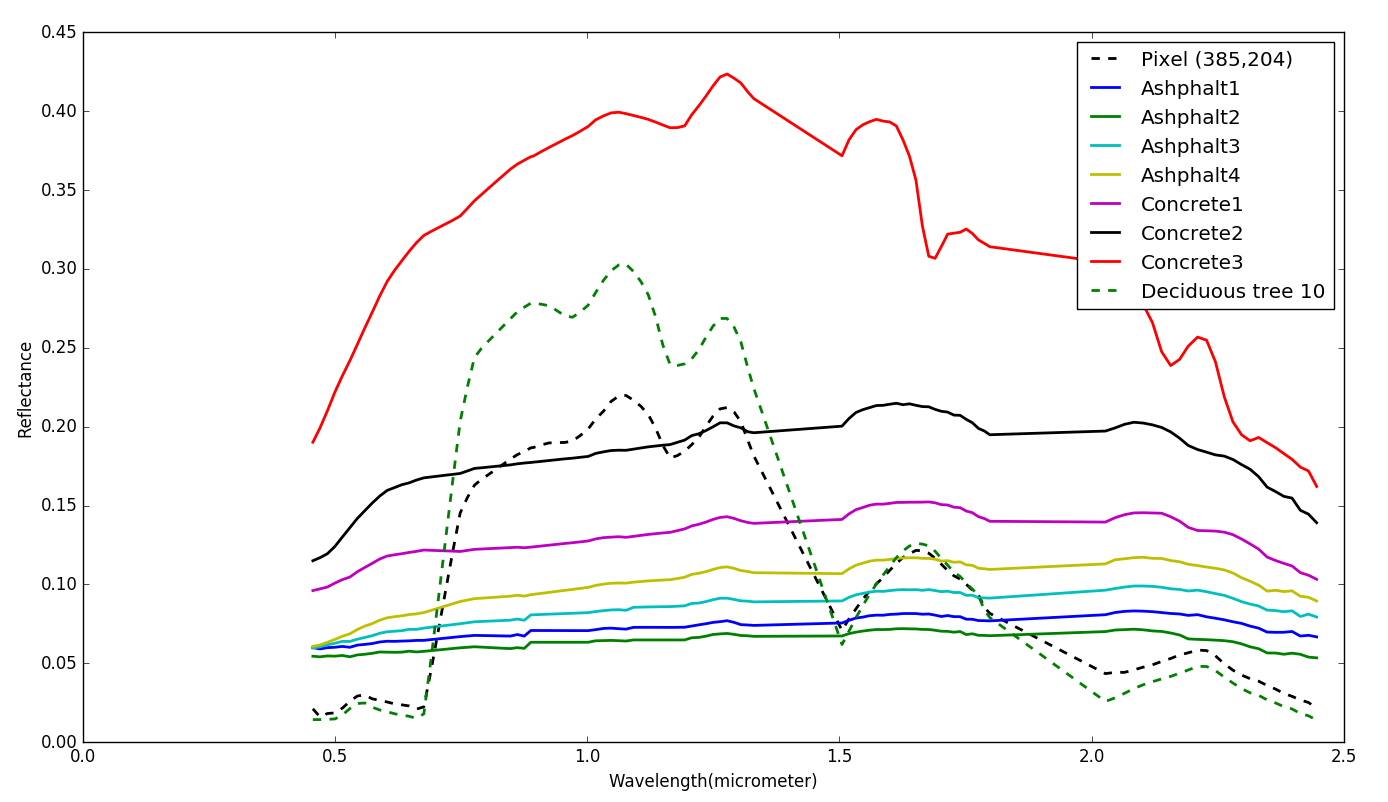 0.45
0.40
0.35
0.30
0.25
0.20
0.15
0.10
0.05
0.00
Reflectance
0.0 0.5 1.0 1.5 2.0 2.5
Wavelength(micrometer)
Pixel (385,204)
Ashphalt1
Ashphalt2
Ashphalt3
Ashphalt4
Concrete1
Concrete2
Concrete3
Deciduous tree 10